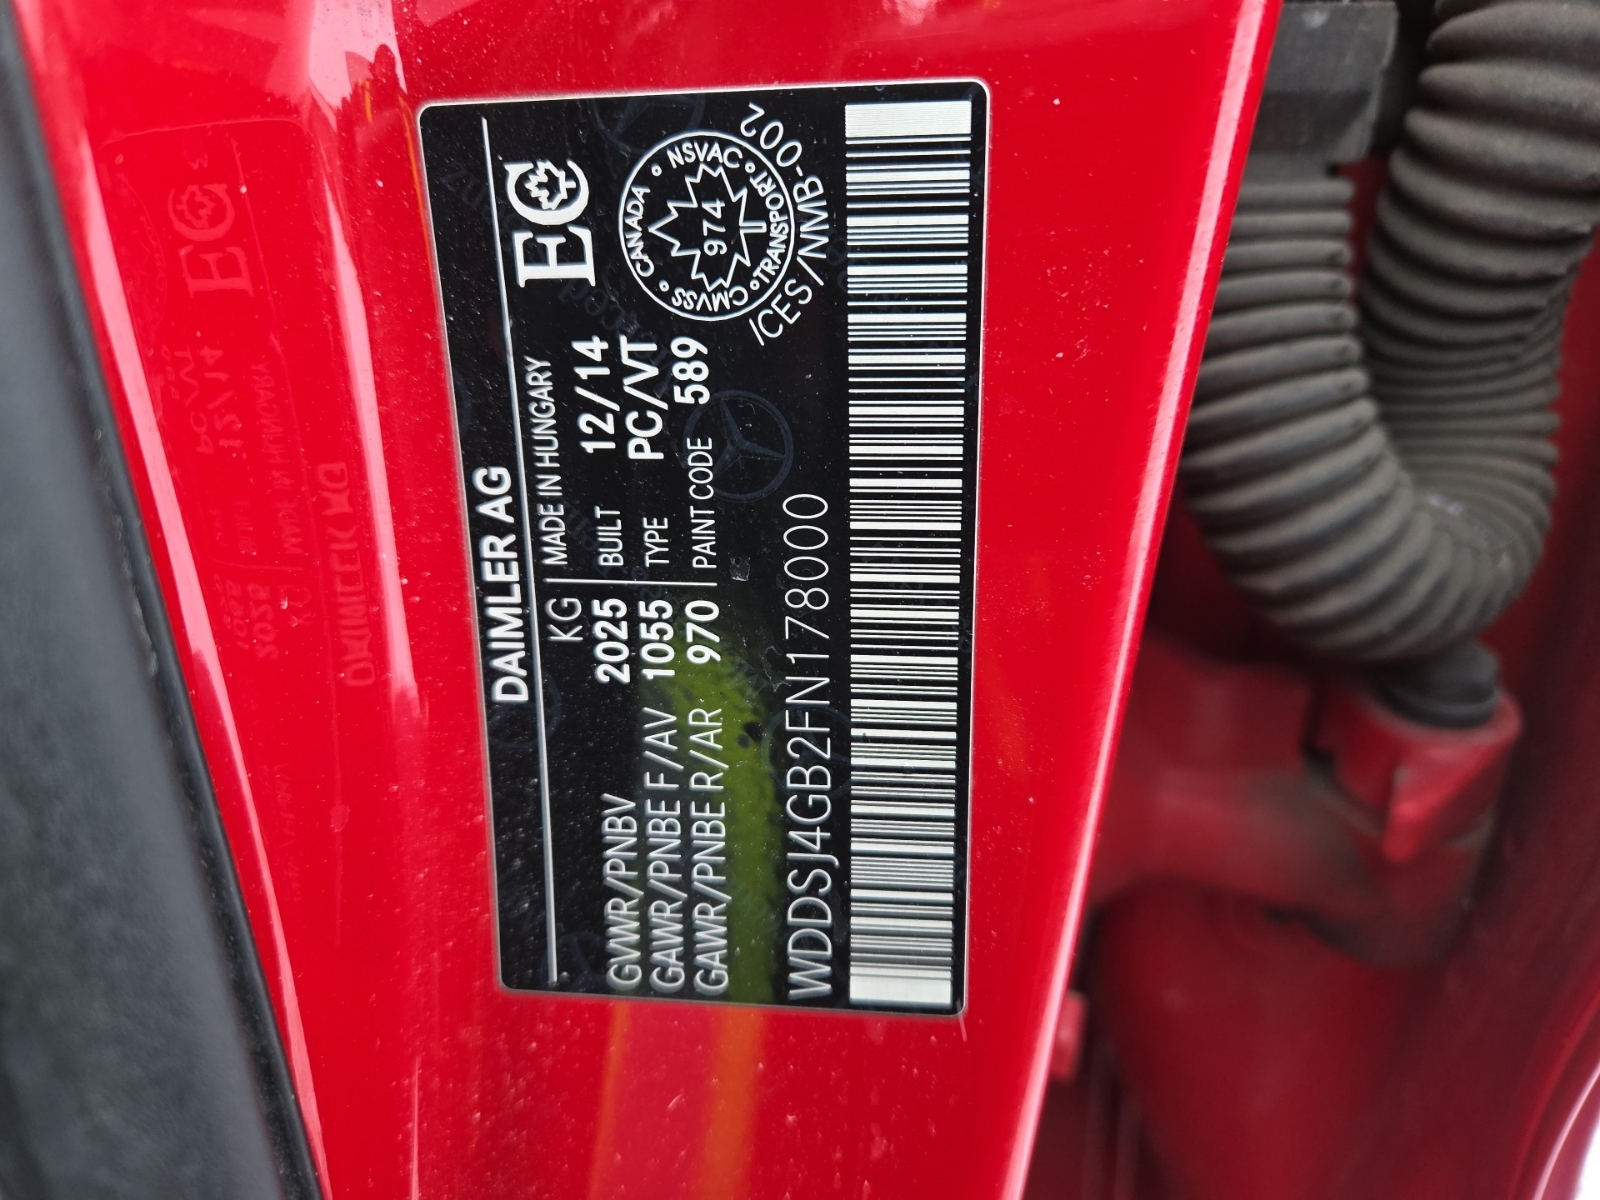 DAIMLER AG
KG
MADE IN HUNGARY
GVWR/PNBV 2025 BUILT 12/14
GAWR/PNBE F/AV 1055 TYPE PC/VT
GAWR/PNBE R/AR 970 PAINT CODE 589
WDDSJ4GB2FN178000
EC
NSVAC
CANADA
974
CMVSS
TRANSPORT
ICES/NMB-002